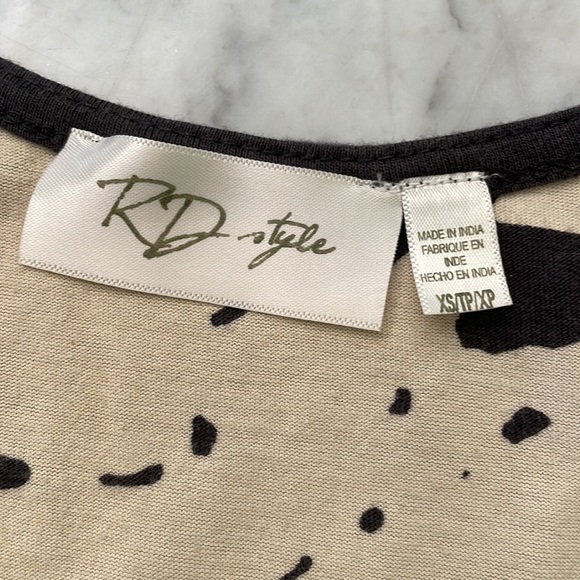 RD style
MADE IN INDIA
FABRIQUE EN
INDE
HECHO EN INDIA
XS/TP/XP